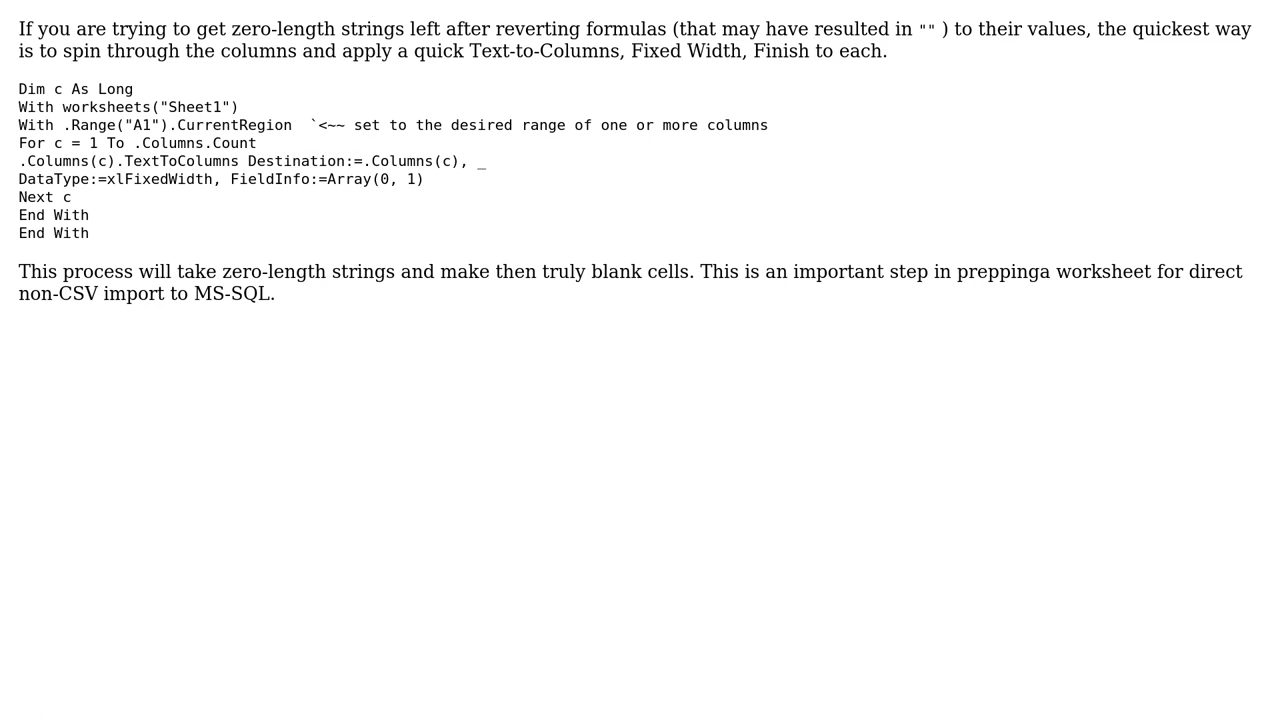 If you are trying to get zero-length strings left after reverting formulas (that may have resulted in "" ) to their values, the quickest way
is to spin through the columns and apply a quick Text-to-Columns, Fixed Width, Finish to each.
Dim c As Long
With worksheets("Sheet1")
With .Range("A1").CurrentRegion  `<~~ set to the desired range of one or more columns
For c = 1 To .Columns.Count
.Columns(c).TextToColumns Destination:=.Columns(c), _
DataType:=xlFixedWidth, FieldInfo:=Array(0, 1)
Next c
End With
End With
This process will take zero-length strings and make then truly blank cells. This is an important step in preppinga worksheet for direct
non-CSV import to MS-SQL.